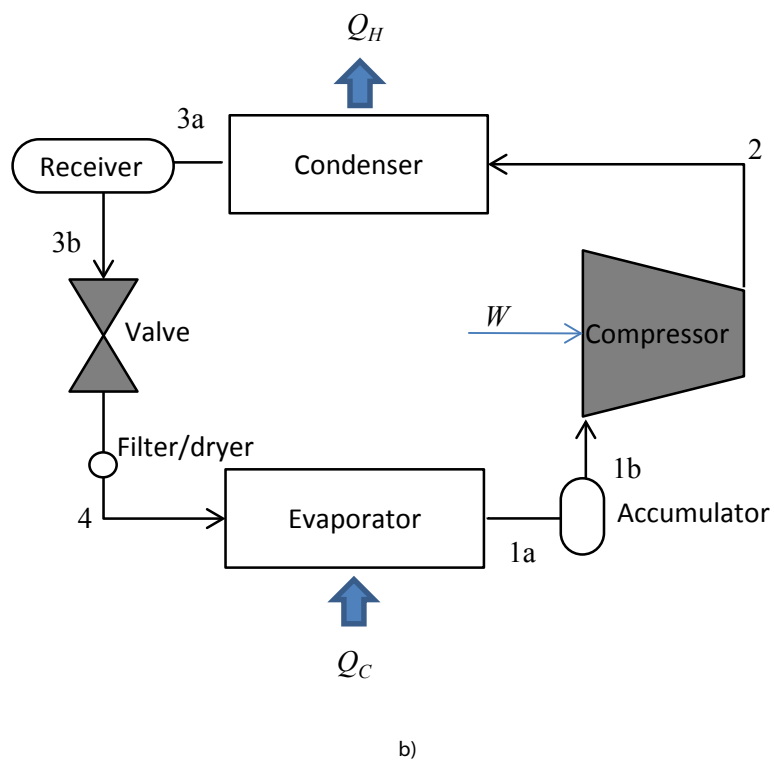 Q_H
3a
2
Receiver
Condenser
3b
Valve
W
Compressor
Filter/dryer
1b
4
Evaporator
Accumulator
1a
Q_C
b)